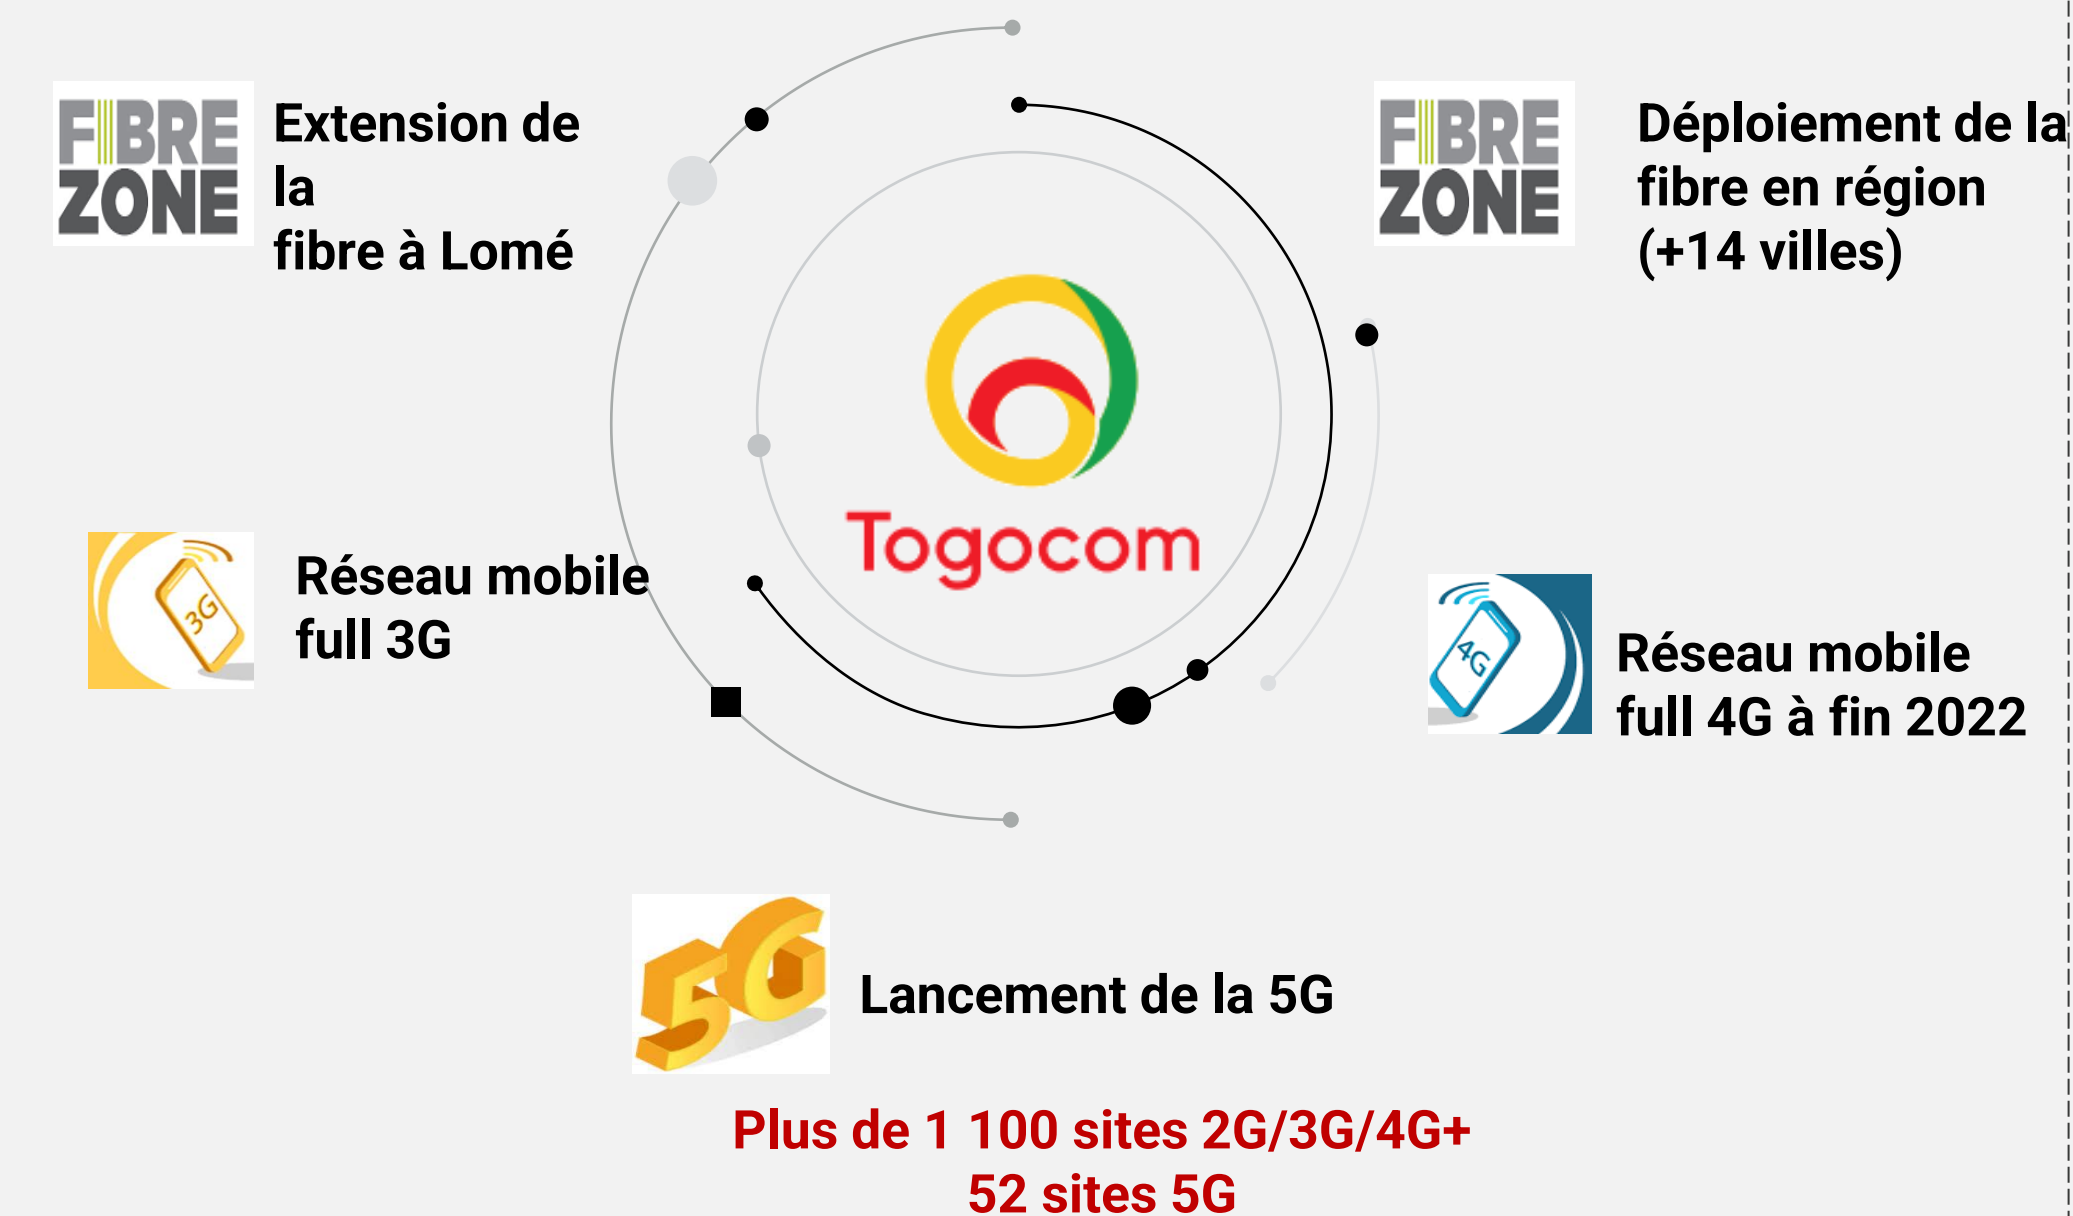 FIBRE
ZONE
Extension de
la
fibre à Lomé
FIBRE
ZONE
Déploiement de la
fibre en région
(+14 villes)
Togocom
3G
Réseau mobile
full 3G
4G
Réseau mobile
full 4G à fin 2022
5G
Lancement de la 5G
Plus de 1 100 sites 2G/3G/4G+
52 sites 5G